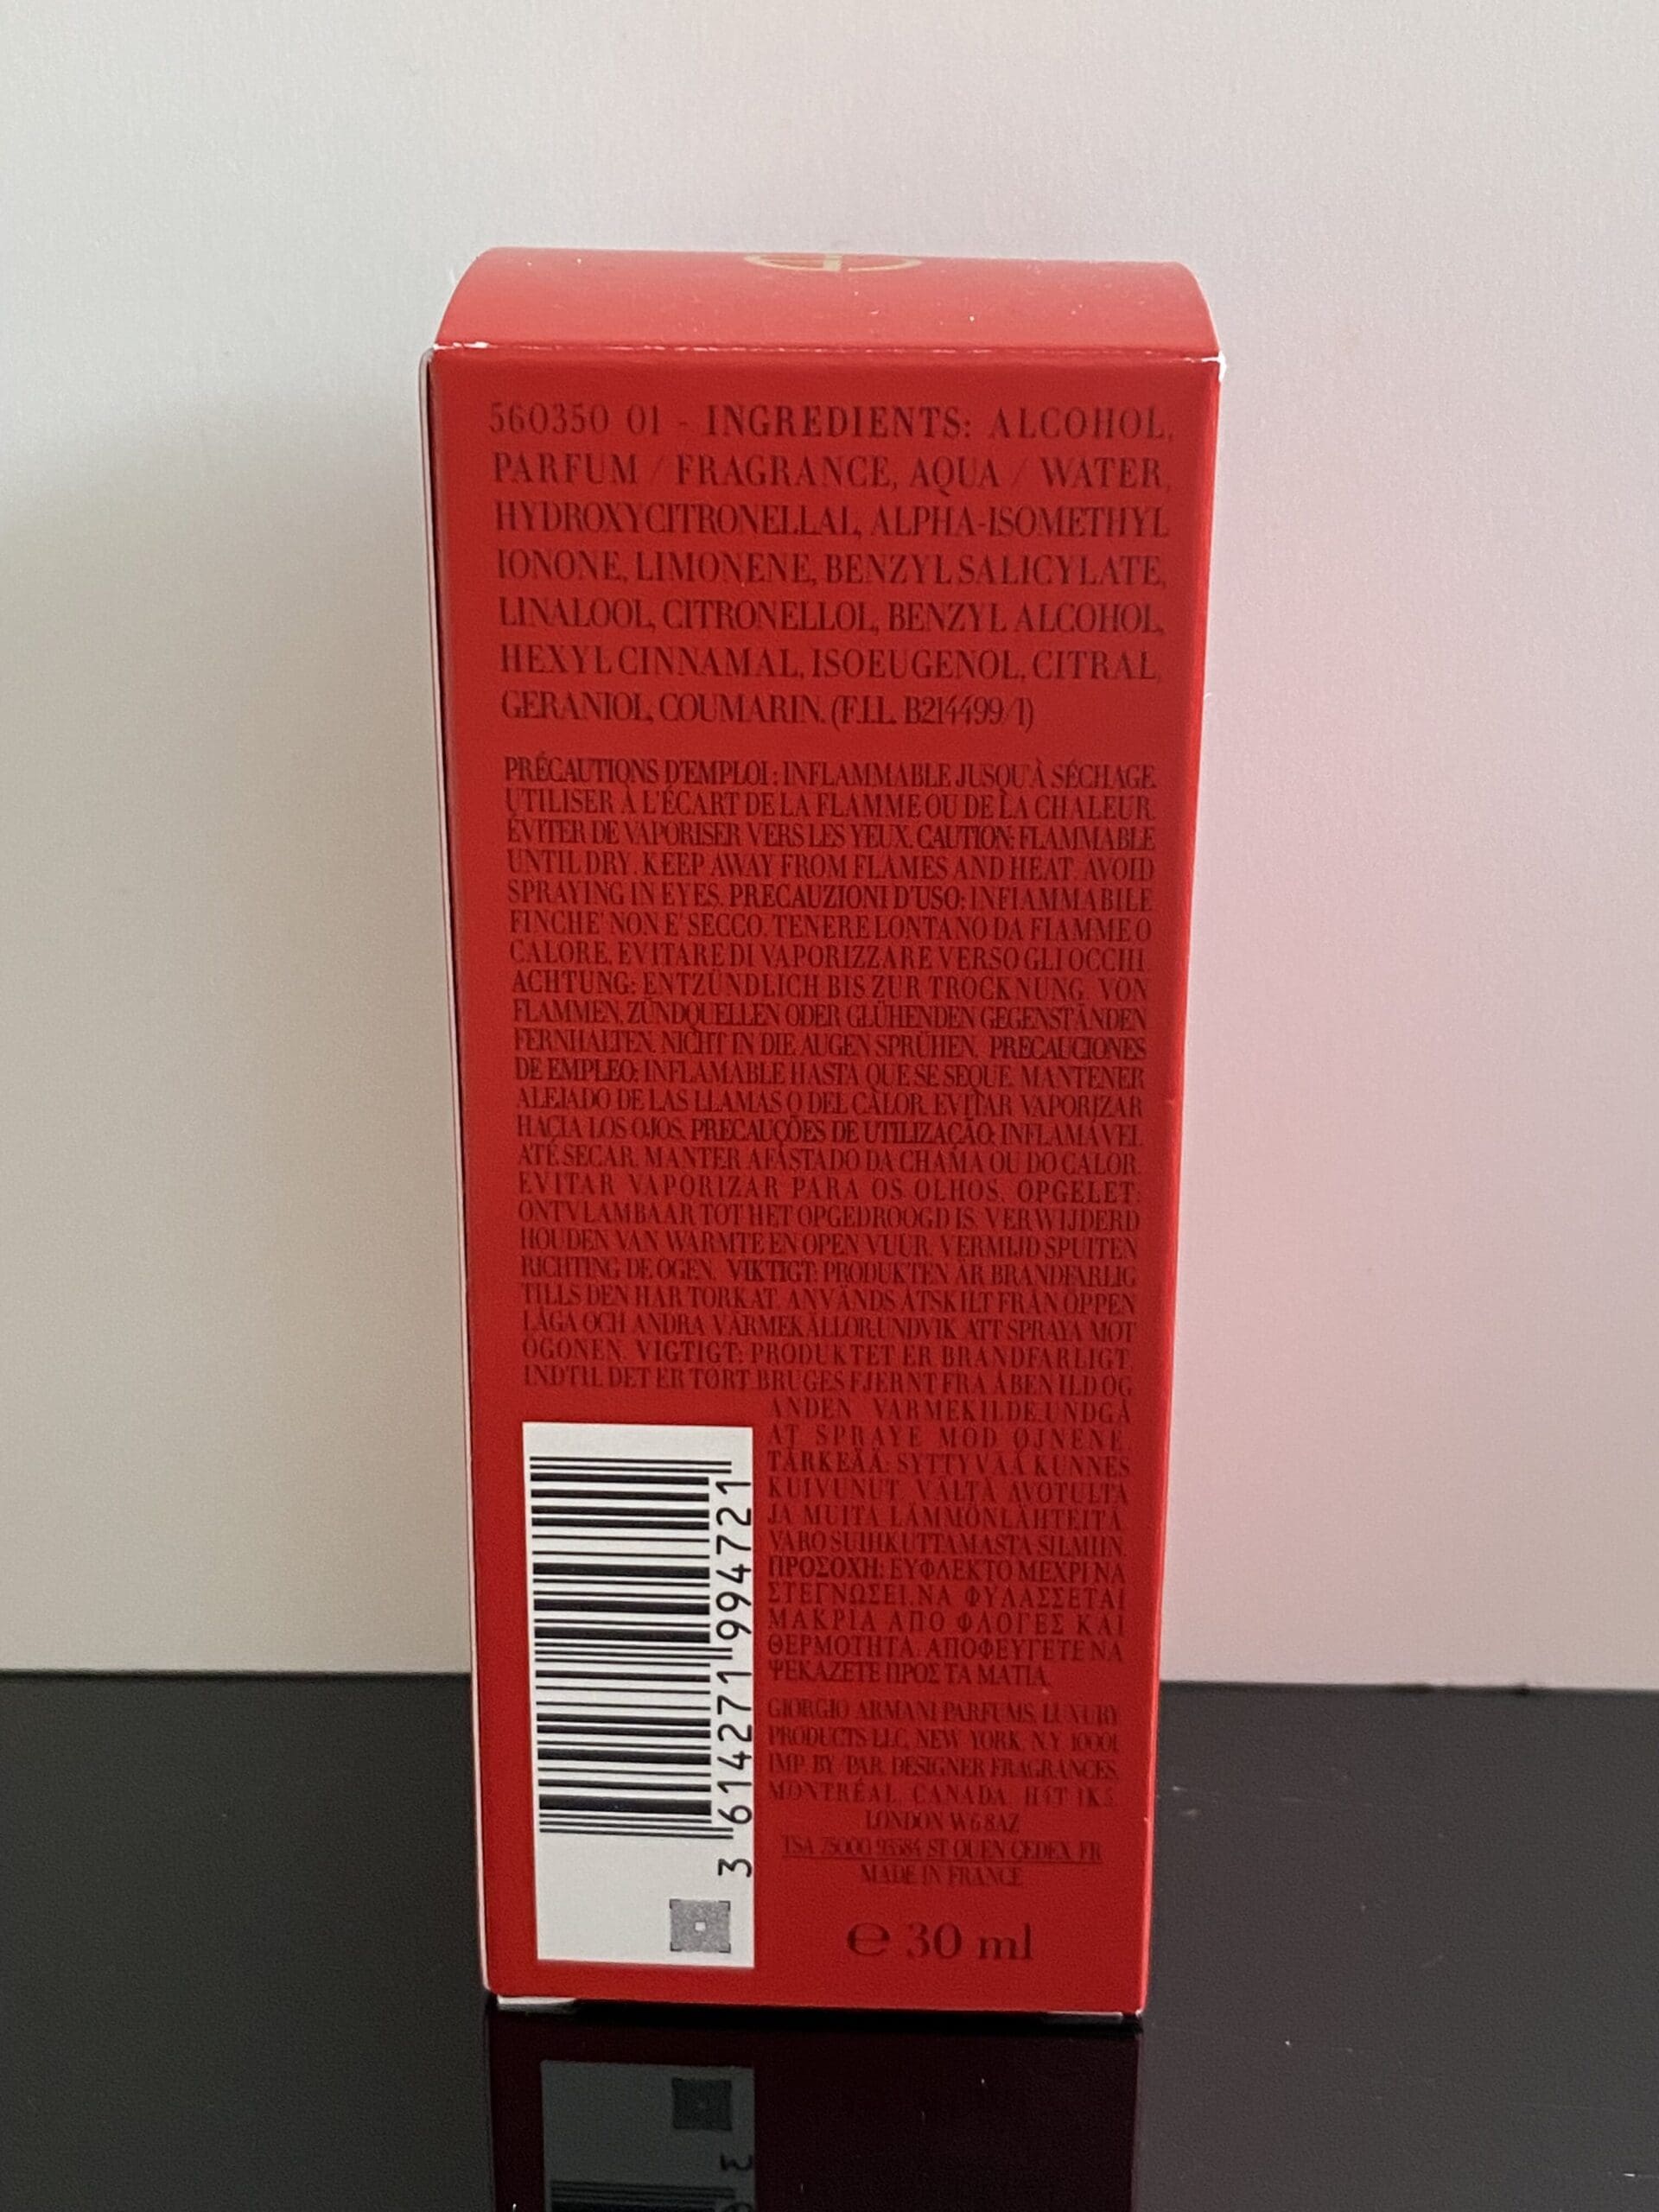 560350 01 - INGREDIENTS: ALCOHOL,
PARFUM / FRAGRANCE, AQUA / WATER,
HYDROXYCITRONELLAL, ALPHA-ISOMETHYL
IONONE, LIMONENE, BENZYL SALICYLATE,
LINALOOL, CITRONELLOL, BENZYL ALCOHOL,
HEXYL CINNAMAL, ISOEUGENOL, CITRAL,
GERANIOL, COUMARIN. (F.I.L. B214499/1)
PRÉCAUTIONS D'EMPLOI : INFLAMMABLE JUSQU'À SÉCHAGE.
UTILISER À L'ÉCART DE LA FLAMME OU DE LA CHALEUR.
ÉVITER DE VAPORISER VERS LES YEUX. CAUTION: FLAMMABLE
UNTIL DRY. KEEP AWAY FROM FLAMES AND HEAT. AVOID
SPRAYING IN EYES. PRECAUZIONI D'USO: INFIAMMABILE
FINCHE' NON E' SECCO. TENERE LONTANO DA FIAMME O
CALORE. EVITARE DI VAPORIZZARE VERSO GLI OCCHI.
ACHTUNG: ENTZÜNDLICH BIS ZUR TROCKNUNG. VON
FLAMMEN, ZÜNDQUELLEN ODER GLÜHENDEN GEGENSTÄNDEN
FERNHALTEN. NICHT IN DIE AUGEN SPRÜHEN. PRECAUCIONES
DE EMPLEO: INFLAMABLE HASTA QUE SE SEQUE. MANTENER
ALEJADO DE LAS LLAMAS O DEL CALOR. EVITAR VAPORIZAR
HACIA LOS OJOS. PRECAUÇÕES DE UTILIZAÇÃO: INFLAMÁVEL
ATÉ SECAR. MANTER AFASTADO DA CHAMA OU DO CALOR.
EVITAR VAPORIZAR PARA OS OLHOS. OPGELET:
ONTVLAMBAAR TOT HET OPGEDROOGD IS. VERWIJDERD
HOUDEN VAN WARMTE EN OPEN VUUR. VERMIJD SPUITEN
RICHTING DE OGEN. VIKTIGT: PRODUKTEN ÄR BRANDFARLIG
TILLS DEN HAR TORKAT. ANVÄNDS ÅTSKILT FRÅN ÖPPEN
LÅGA OCH ANDRA VÄRMEKÄLLOR.UNDVIK ATT SPRAYA MOT
ÖGONEN. VIGTIGT: PRODUKTET ER BRANDFARLIGT,
INDTIL DET ER TØRT BRUGES FJERNT FRA ÅBEN ILD OG
ANDEN VARMEKILDE.UNDGÅ
AT SPRAYE MOD ØJNENE.
TÄRKEÄÄ: SYTTYVÄÄ KUNNES
KUIVUNUT. VÄLTÄ AVOTULTA
JA MUITA LÄMMÖNLÄHTEITÄ.
VARO SUIHKUTTAMASTA SILMIIN.
ΠΡΟΣΟΧΗ: ΕΥΦΛΕΚΤΟ ΜΕΧΡΙ ΝΑ
ΣΤΕΓΝΩΣΕΙ. ΝΑ ΦΥΛΑΣΣΕΤΑΙ
ΜΑΚΡΙΑ ΑΠΟ ΦΛΟΓΕΣ ΚΑΙ
ΘΕΡΜΟΤΗΤΑ. ΑΠΟΦΕΥΓΕΤΕ ΝΑ
ΨΕΚΑΖΕΤΕ ΠΡΟΣ ΤΑ ΜΑΤΙΑ.
GIORGIO ARMANI PARFUMS, LUXURY
PRODUCTS LLC, NEW YORK, N.Y. 10001
IMP. BY / PAR. DESIGNER FRAGRANCES,
MONTRÉAL, CANADA, H4T 1K5.
LONDON W6 8AZ
TSA 75000 93584 ST OUEN CEDEX, FR
MADE IN FRANCE
3 614271 994721
℮ 30 ml